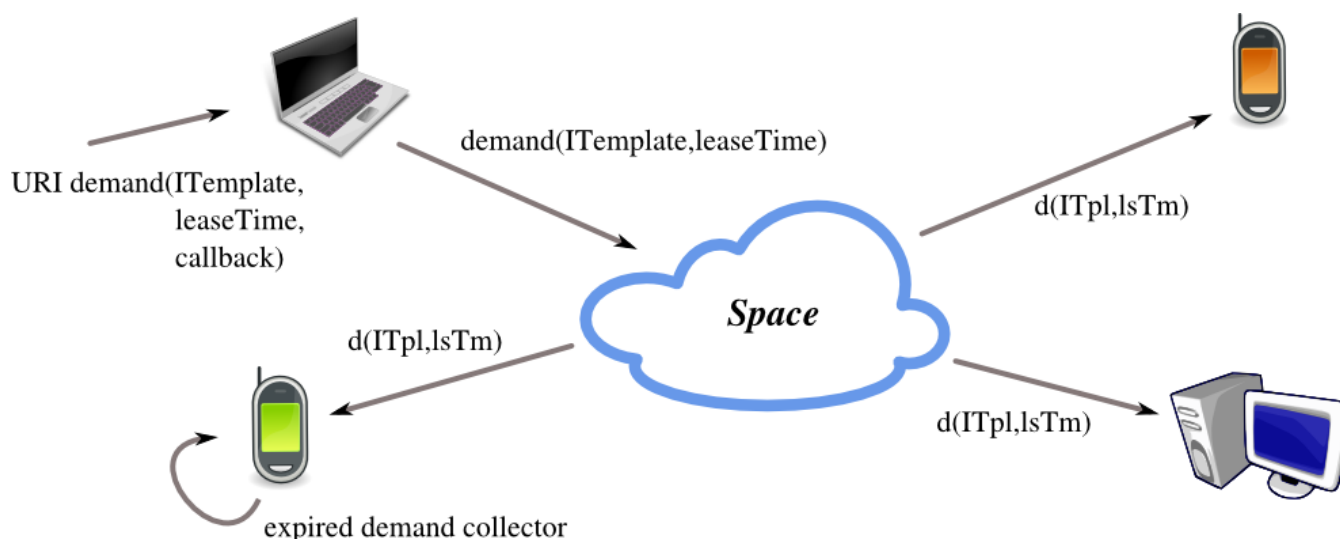 demand(ITemplate,leaseTime)
URI demand(ITemplate,
leaseTime,
callback)
d(ITpl,lsTm)
Space
d(ITpl,lsTm)
d(ITpl,lsTm)
expired demand collector